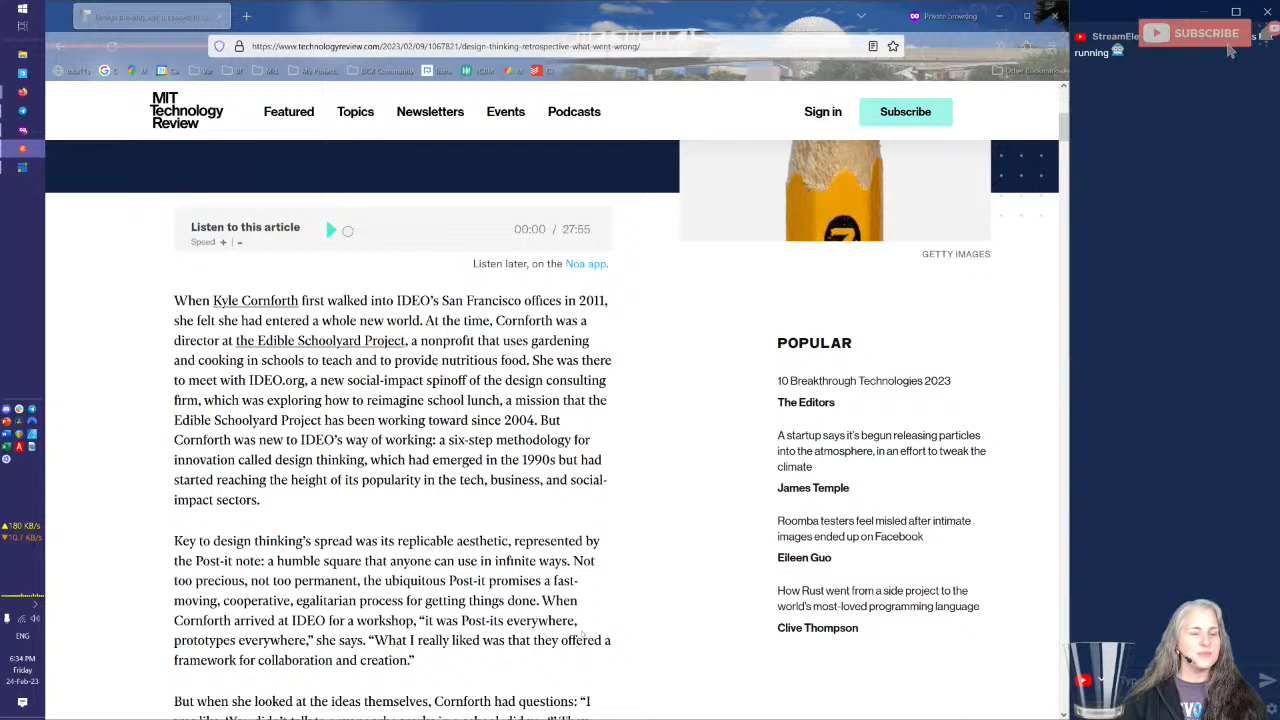 Private browsing
https://www.technologyreview.com/2023/02/09/1067821/design-thinking-retrospective-what-went-wrong/
My Project
DCX Community
Other Bookmarks
StreamEle
running
SUBSCRIBE
MIT
Technology
Review
Featured
Topics
Newsletters
Events
Podcasts
Sign in
Subscribe
Listen to this article
Speed + | -
00:00 / 27:55
Listen later, on the Noa app.
GETTY IMAGES
When Kyle Cornforth first walked into IDEO’s San Francisco offices in 2011,
she felt she had entered a whole new world. At the time, Cornforth was a
director at the Edible Schoolyard Project, a nonprofit that uses gardening
and cooking in schools to teach and to provide nutritious food. She was there
to meet with IDEO.org, a new social-impact spinoff of the design consulting
firm, which was exploring how to reimagine school lunch, a mission that the
Edible Schoolyard Project has been working toward since 2004. But
Cornforth was new to IDEO’s way of working: a six-step methodology for
innovation called design thinking, which had emerged in the 1990s but had
started reaching the height of its popularity in the tech, business, and social-
impact sectors.
Key to design thinking’s spread was its replicable aesthetic, represented by
the Post-it note: a humble square that anyone can use in infinite ways. Not
too precious, not too permanent, the ubiquitous Post-it promises a fast-
moving, cooperative, egalitarian process for getting things done. When
Cornforth arrived at IDEO for a workshop, “it was Post-its everywhere,
prototypes everywhere,” she says. “What I really liked was that they offered a
framework for collaboration and creation.”
But when she looked at the ideas themselves, Cornforth had questions: “I
POPULAR
10 Breakthrough Technologies 2023
The Editors
A startup says it’s begun releasing particles
into the atmosphere, in an effort to tweak the
climate
James Temple
Roomba testers feel misled after intimate
images ended up on Facebook
Eileen Guo
How Rust went from a side project to the
world’s most-loved programming language
Clive Thompson
180 KB/s
10.7 KB/s
6:34 PM
Friday
24-Feb-23